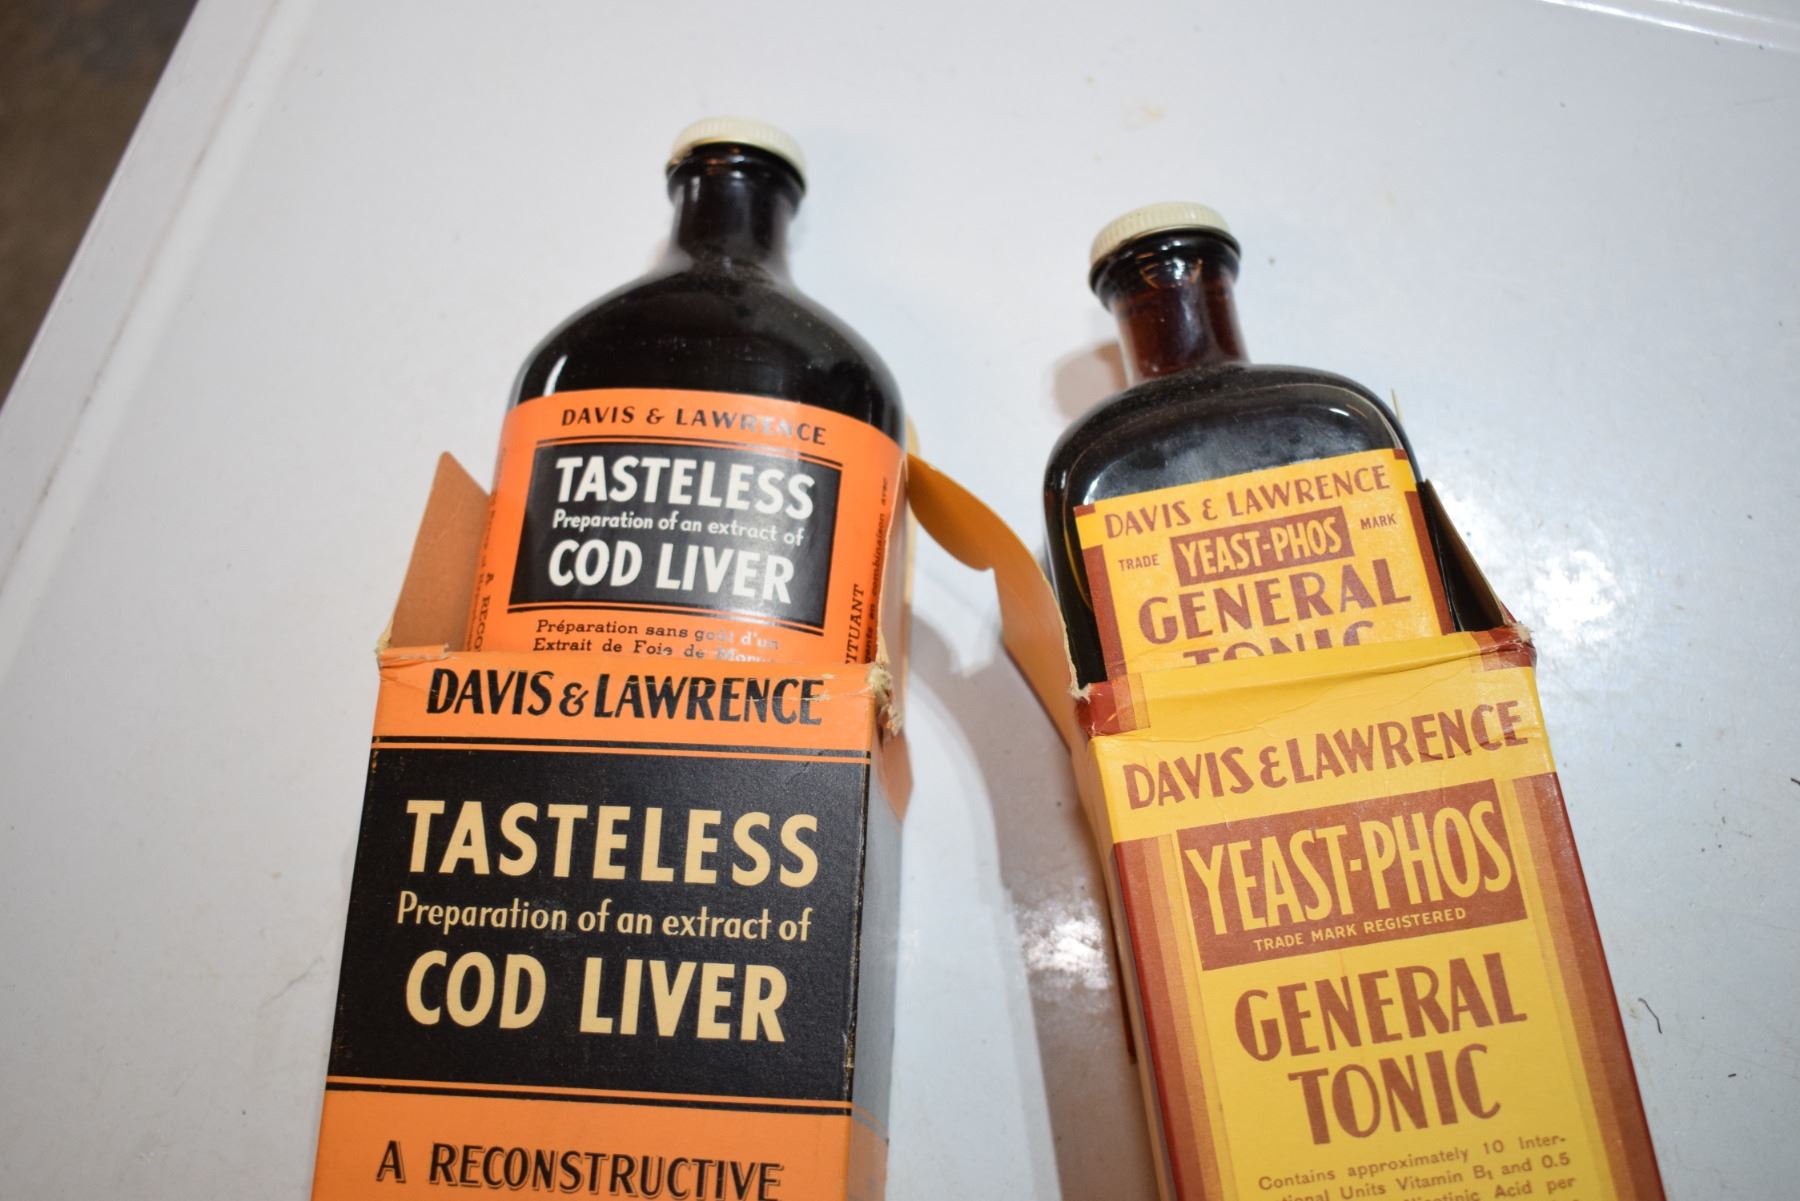 DAVIS & LAWRENCE
TASTELESS
Preparation of an extract of
COD LIVER
Préparation sans goût d'un
Extrait de Foie de
DAVIS & LAWRENCE
TASTELESS
Preparation of an extract of
COD LIVER
A RECONSTRUCTIVE
DAVIS & LAWRENCE
TRADE YEAST-PHOS MARK
GENERAL
TONIC
DAVIS & LAWRENCE
YEAST-PHOS
TRADE MARK REGISTERED
GENERAL
TONIC
Contains approximately 10 Inter-
national Units Vitamin B1 and 0.5
Nicotinic Acid per